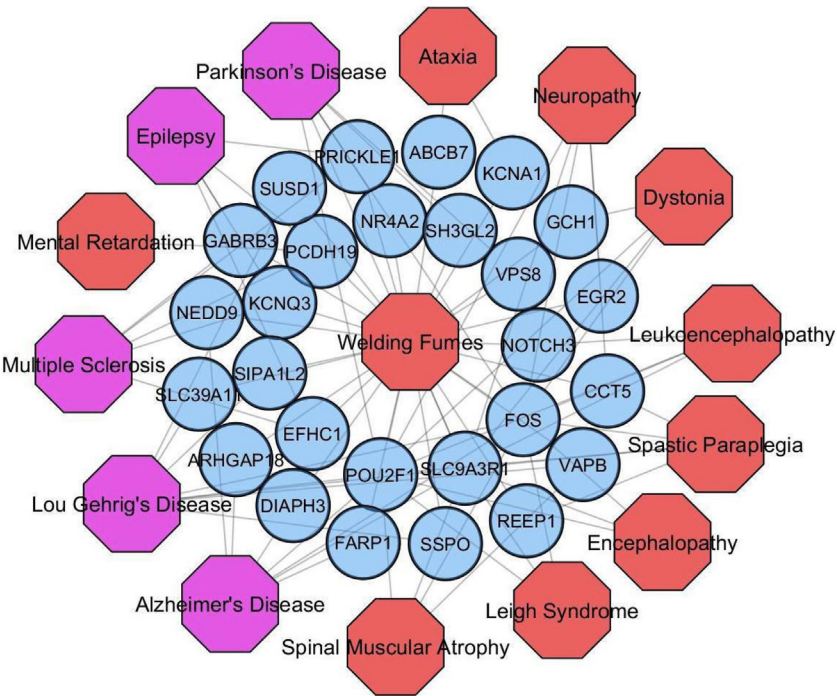 Ataxia
Parkinson's Disease
Neuropathy
Epilepsy
PRICKLE1
ABCB7
KCNA1
SUSD1
Dystonia
NR4A2
SH3GL2
GCH1
Mental Retardation
GABRB3
PCDH19
VPS8
EGR2
KCNQ3
NEDD9
Welding Fumes
NOTCH3
Leukoencephalopathy
Multiple Sclerosis
SIPA1L2
SLC39A11
CCT5
FOS
EFHC1
Spastic Paraplegia
ARHGAP18
POU2F1
SLC9A3R1
VAPB
Lou Gehrig's Disease
DIAPH3
REEP1
FARP1
SSPO
Encephalopathy
Alzheimer's Disease
Leigh Syndrome
Spinal Muscular Atrophy